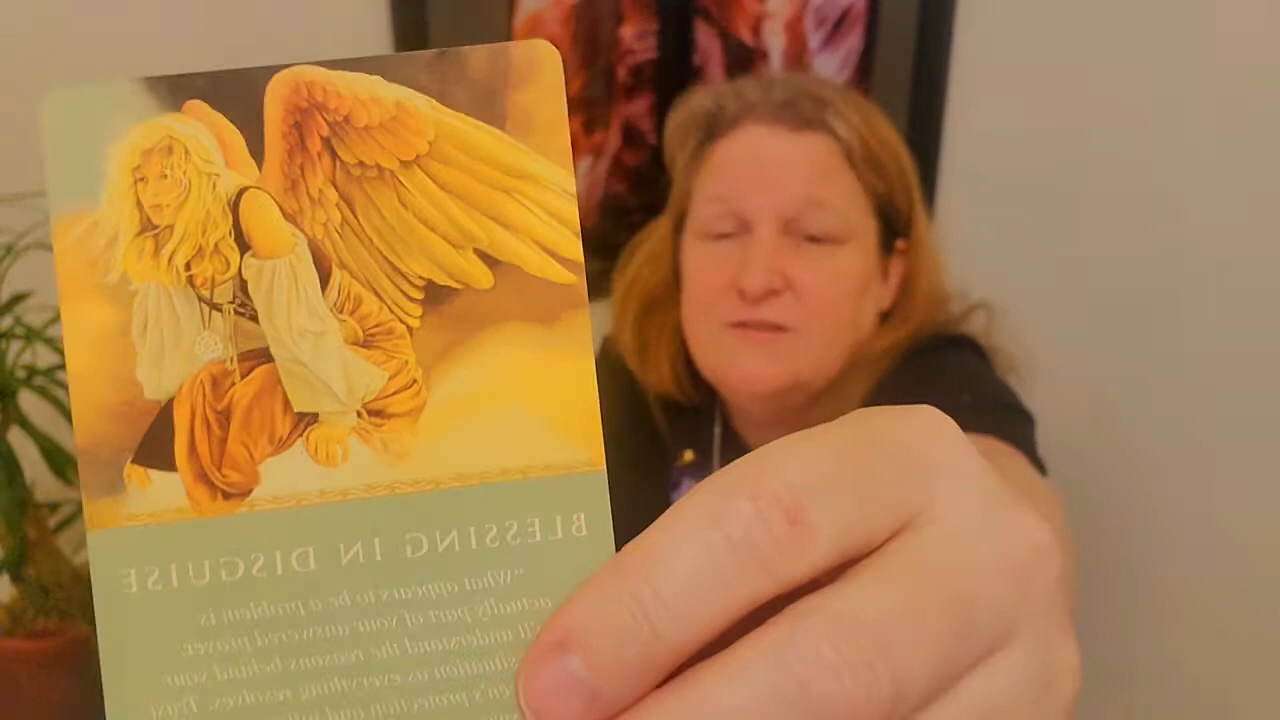 BLESSING IN DISGUISE
"What appears to be a problem is
actually part of your answered prayer.
understand the reasons behind your
situation as everything resolves. Trust
protection and